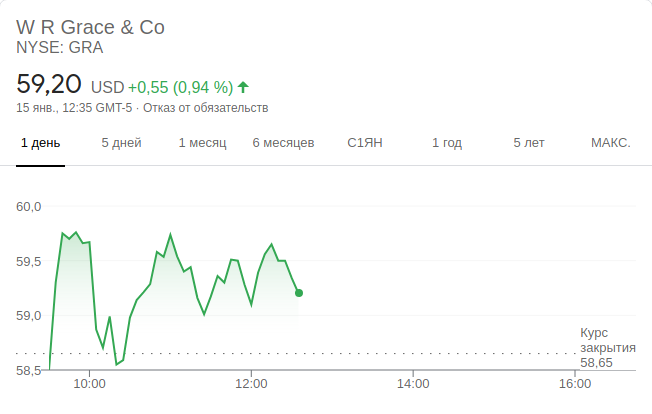 W R Grace & Co
NYSE: GRA
59,20 USD +0,55 (0,94 %)
15 янв., 12:35 GMT-5 · Отказ от обязательств
1 день 5 дней 1 месяц 6 месяцев С1ЯН 1 год 5 лет МАКС.
60,0
59,5
59,0
Курс
закрытия
58,65
58,5
10:00 12:00 14:00 16:00